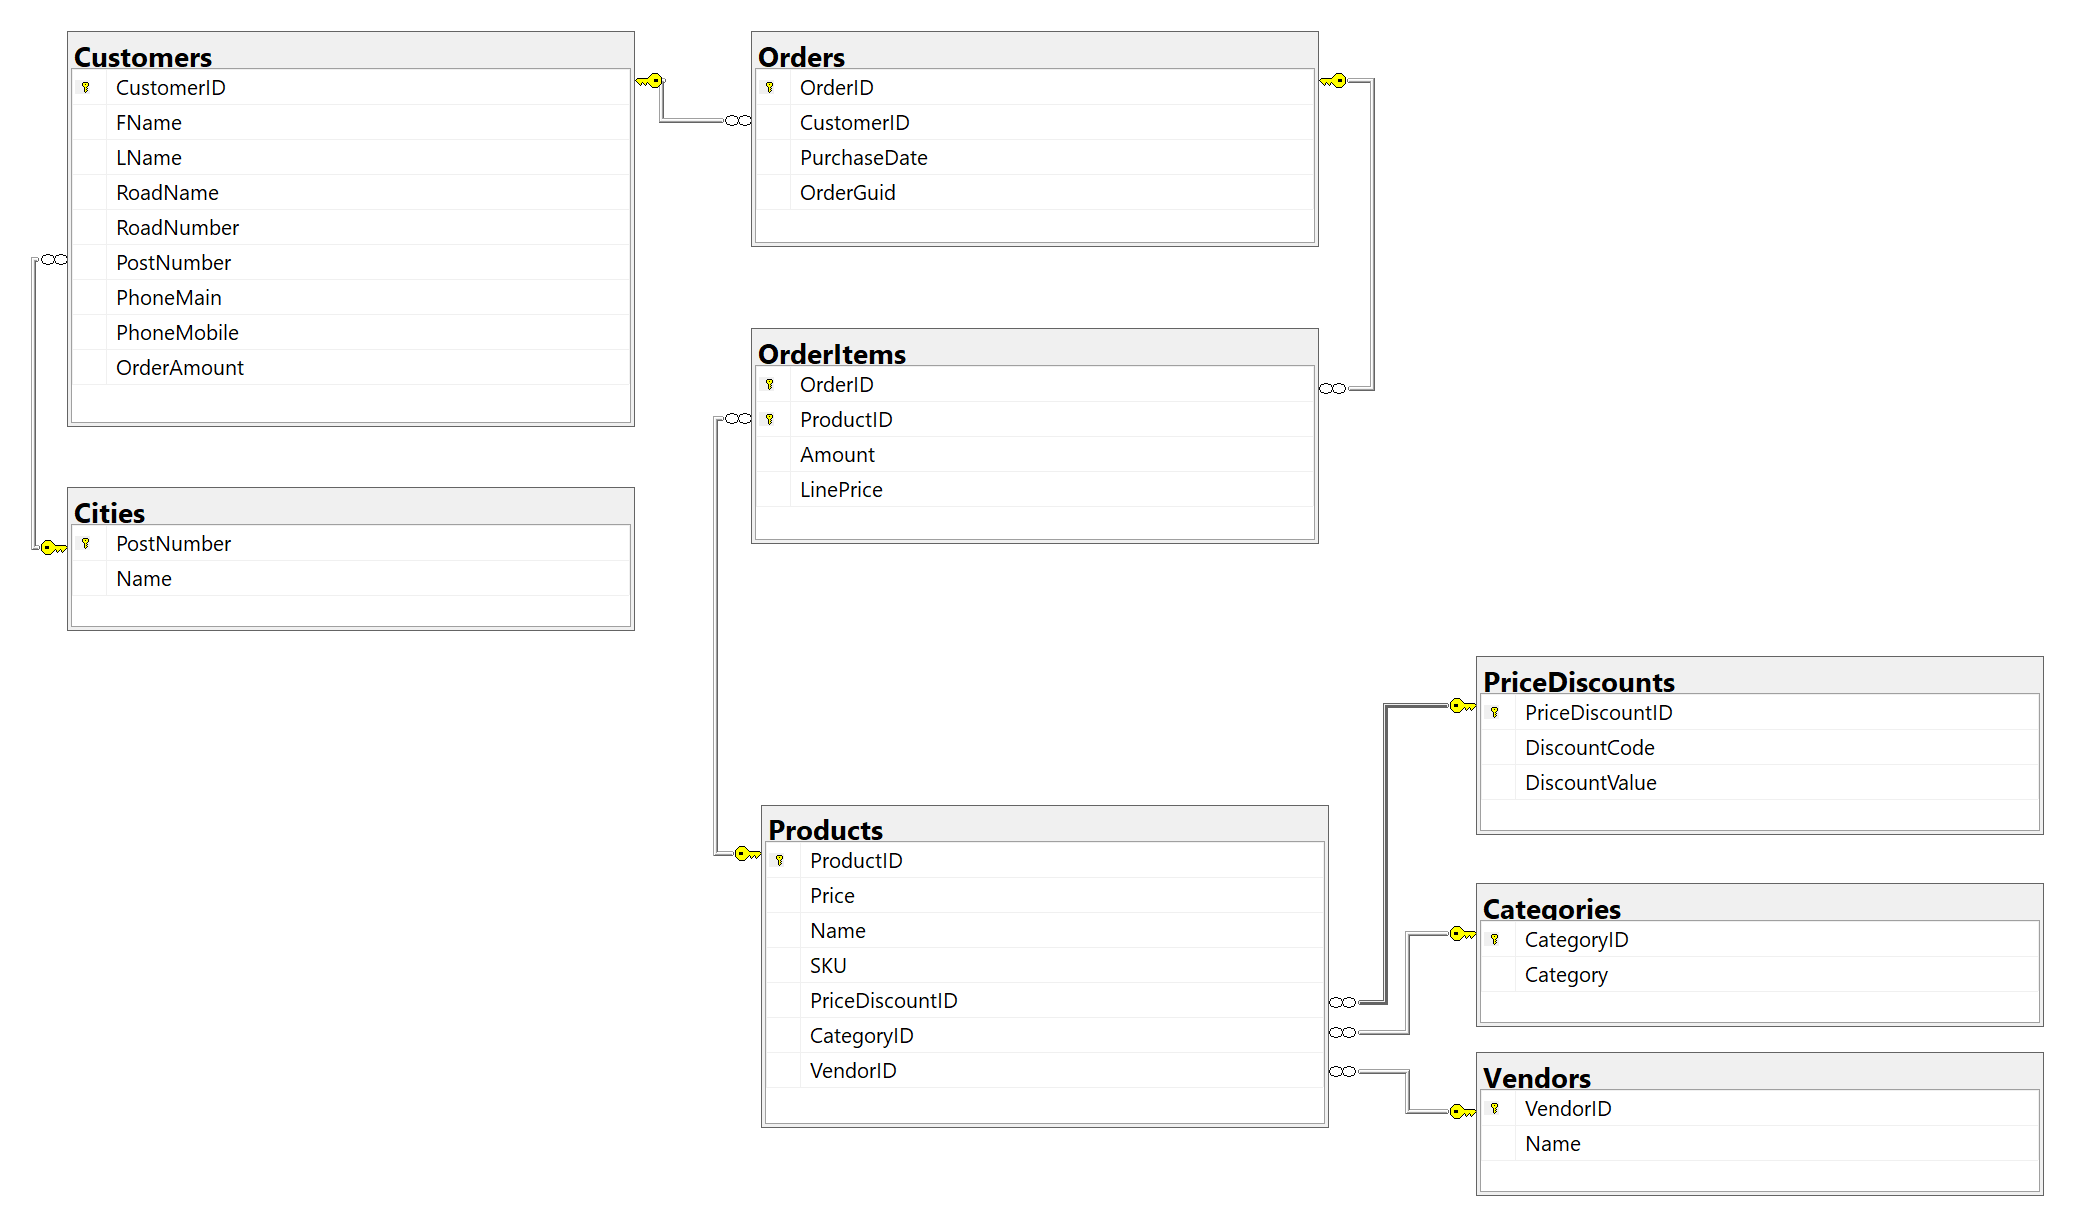 Customers
CustomerID
FName
LName
RoadName
RoadNumber
PostNumber
PhoneMain
PhoneMobile
OrderAmount
Orders
OrderID
CustomerID
PurchaseDate
OrderGuid
OrderItems
OrderID
ProductID
Amount
LinePrice
Cities
PostNumber
Name
PriceDiscounts
PriceDiscountID
DiscountCode
DiscountValue
Products
ProductID
Price
Name
SKU
PriceDiscountID
CategoryID
VendorID
Categories
CategoryID
Category
Vendors
VendorID
Name